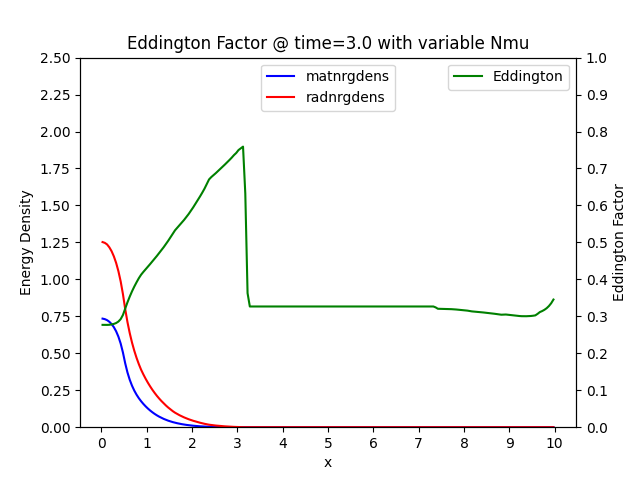 Eddington Factor @ time=3.0 with variable Nmu
matnrgdens
radnrgdens
Eddington
Energy Density
2.50
2.25
2.00
1.75
1.50
1.25
1.00
0.75
0.50
0.25
0.00
1.0
0.9
0.8
0.7
0.6
0.5
0.4
0.3
0.2
0.1
0.0
Eddington Factor
0 1 2 3 4 5 6 7 8 9 10
x